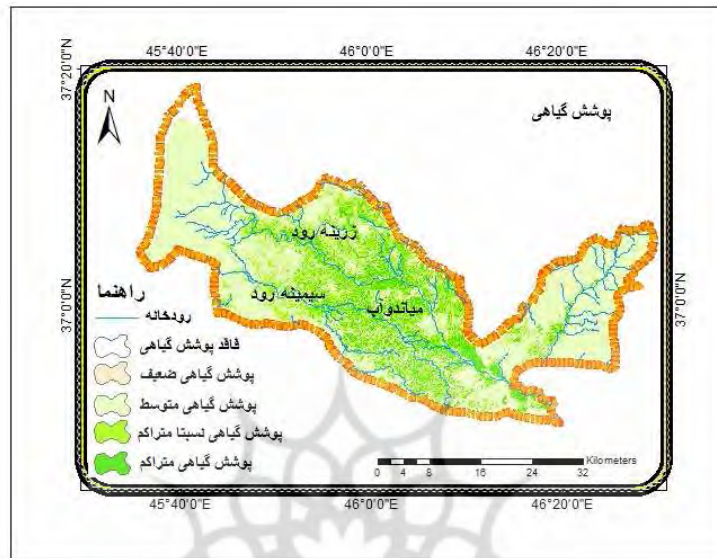 45°40'0"E 46°0'0"E 46°20'0"E
37°20'0"N
N
پوشش گیاهی
زرینه رود
سیمینه رود
میاندوآب
37°0'0"N 37°0'0"N
راهنما
رودخانه
فاقد پوشش گیاهی
پوشش گیاهی ضعیف
پوشش گیاهی متوسط
پوشش گیاهی نسبتا متراکم
پوشش گیاهی متراکم
Kilometers
0 4 8 16 24 32
45°40'0"E 46°0'0"E 46°20'0"E